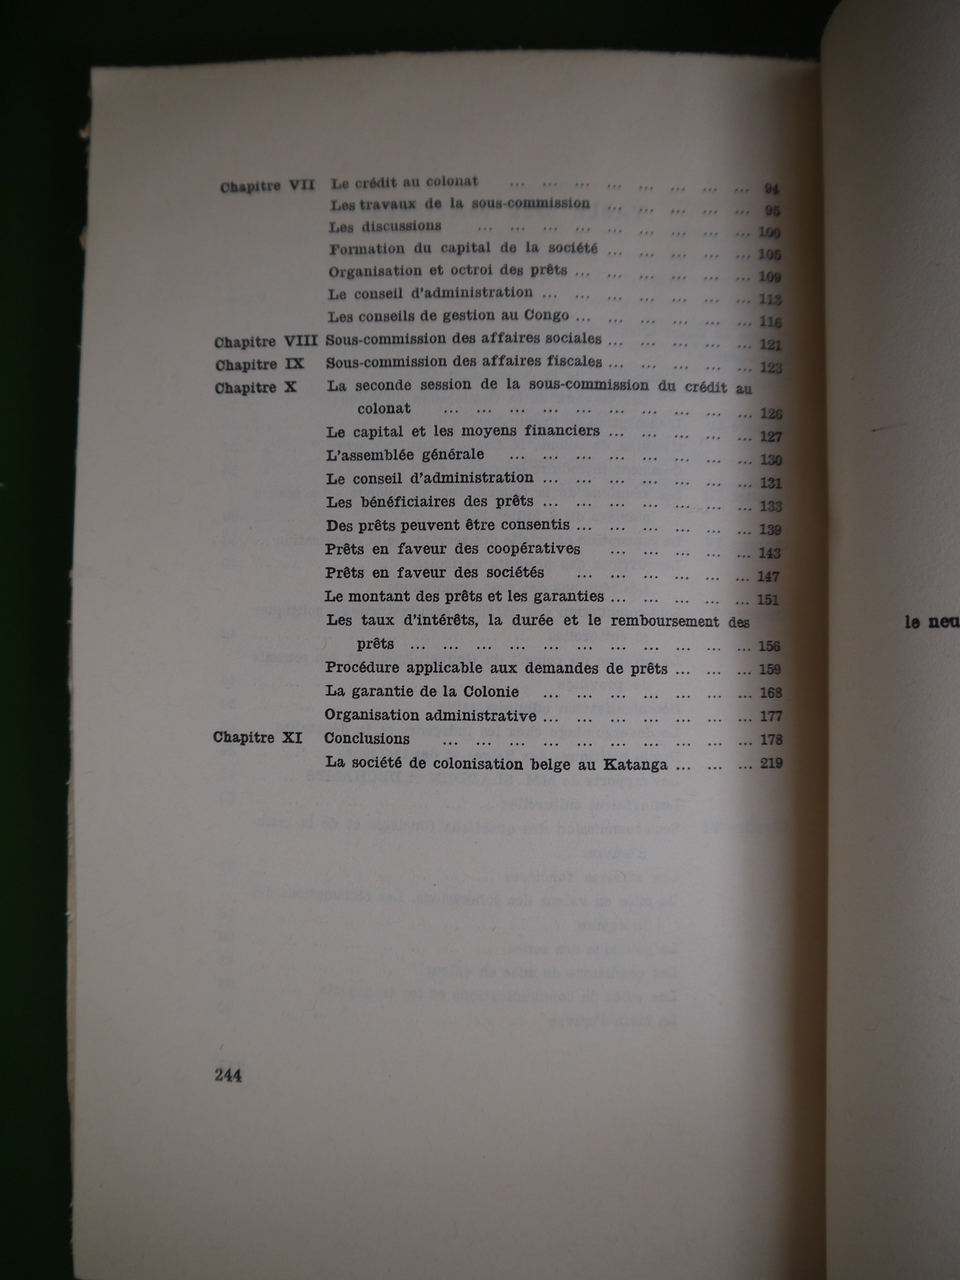 Chapitre VII Le crédit au colonat ... ... ... ... ... ... ... ... 94
Les travaux de la sous-commission ... ... ... ... ... 95
Les discussions ... ... ... ... ... ... ... ... ... 100
Formation du capital de la société ... ... ... ... ... 105
Organisation et octroi des prêts ... ... ... ... ... ... 109
Le conseil d'administration ... ... ... ... ... ... ... 113
Les conseils de gestion au Congo ... ... ... ... ... ... 116
Chapitre VIII Sous-commission des affaires sociales ... ... ... ... ... 121
Chapitre IX Sous-commission des affaires fiscales ... ... ... ... ... 123
Chapitre X La seconde session de la sous-commission du crédit au
colonat ... ... ... ... ... ... ... ... ... ... 126
Le capital et les moyens financiers ... ... ... ... ... 127
L'assemblée générale ... ... ... ... ... ... ... ... 130
Le conseil d'administration ... ... ... ... ... ... ... 131
Les bénéficiaires des prêts ... ... ... ... ... ... ... 133
Des prêts peuvent être consentis ... ... ... ... ... ... 139
Prêts en faveur des coopératives ... ... ... ... ... 143
Prêts en faveur des sociétés ... ... ... ... ... ... 147
Le montant des prêts et les garanties ... ... ... ... ... 151
Les taux d'intérêts, la durée et le remboursement des
prêts ... ... ... ... ... ... ... ... ... ... ... 156
Procédure applicable aux demandes de prêts ... ... ... 159
La garantie de la Colonie ... ... ... ... ... ... ... 168
Organisation administrative ... ... ... ... ... ... ... 177
Chapitre XI Conclusions ... ... ... ... ... ... ... ... ... ... 178
La société de colonisation belge au Katanga ... ... ... 219
244
le neu